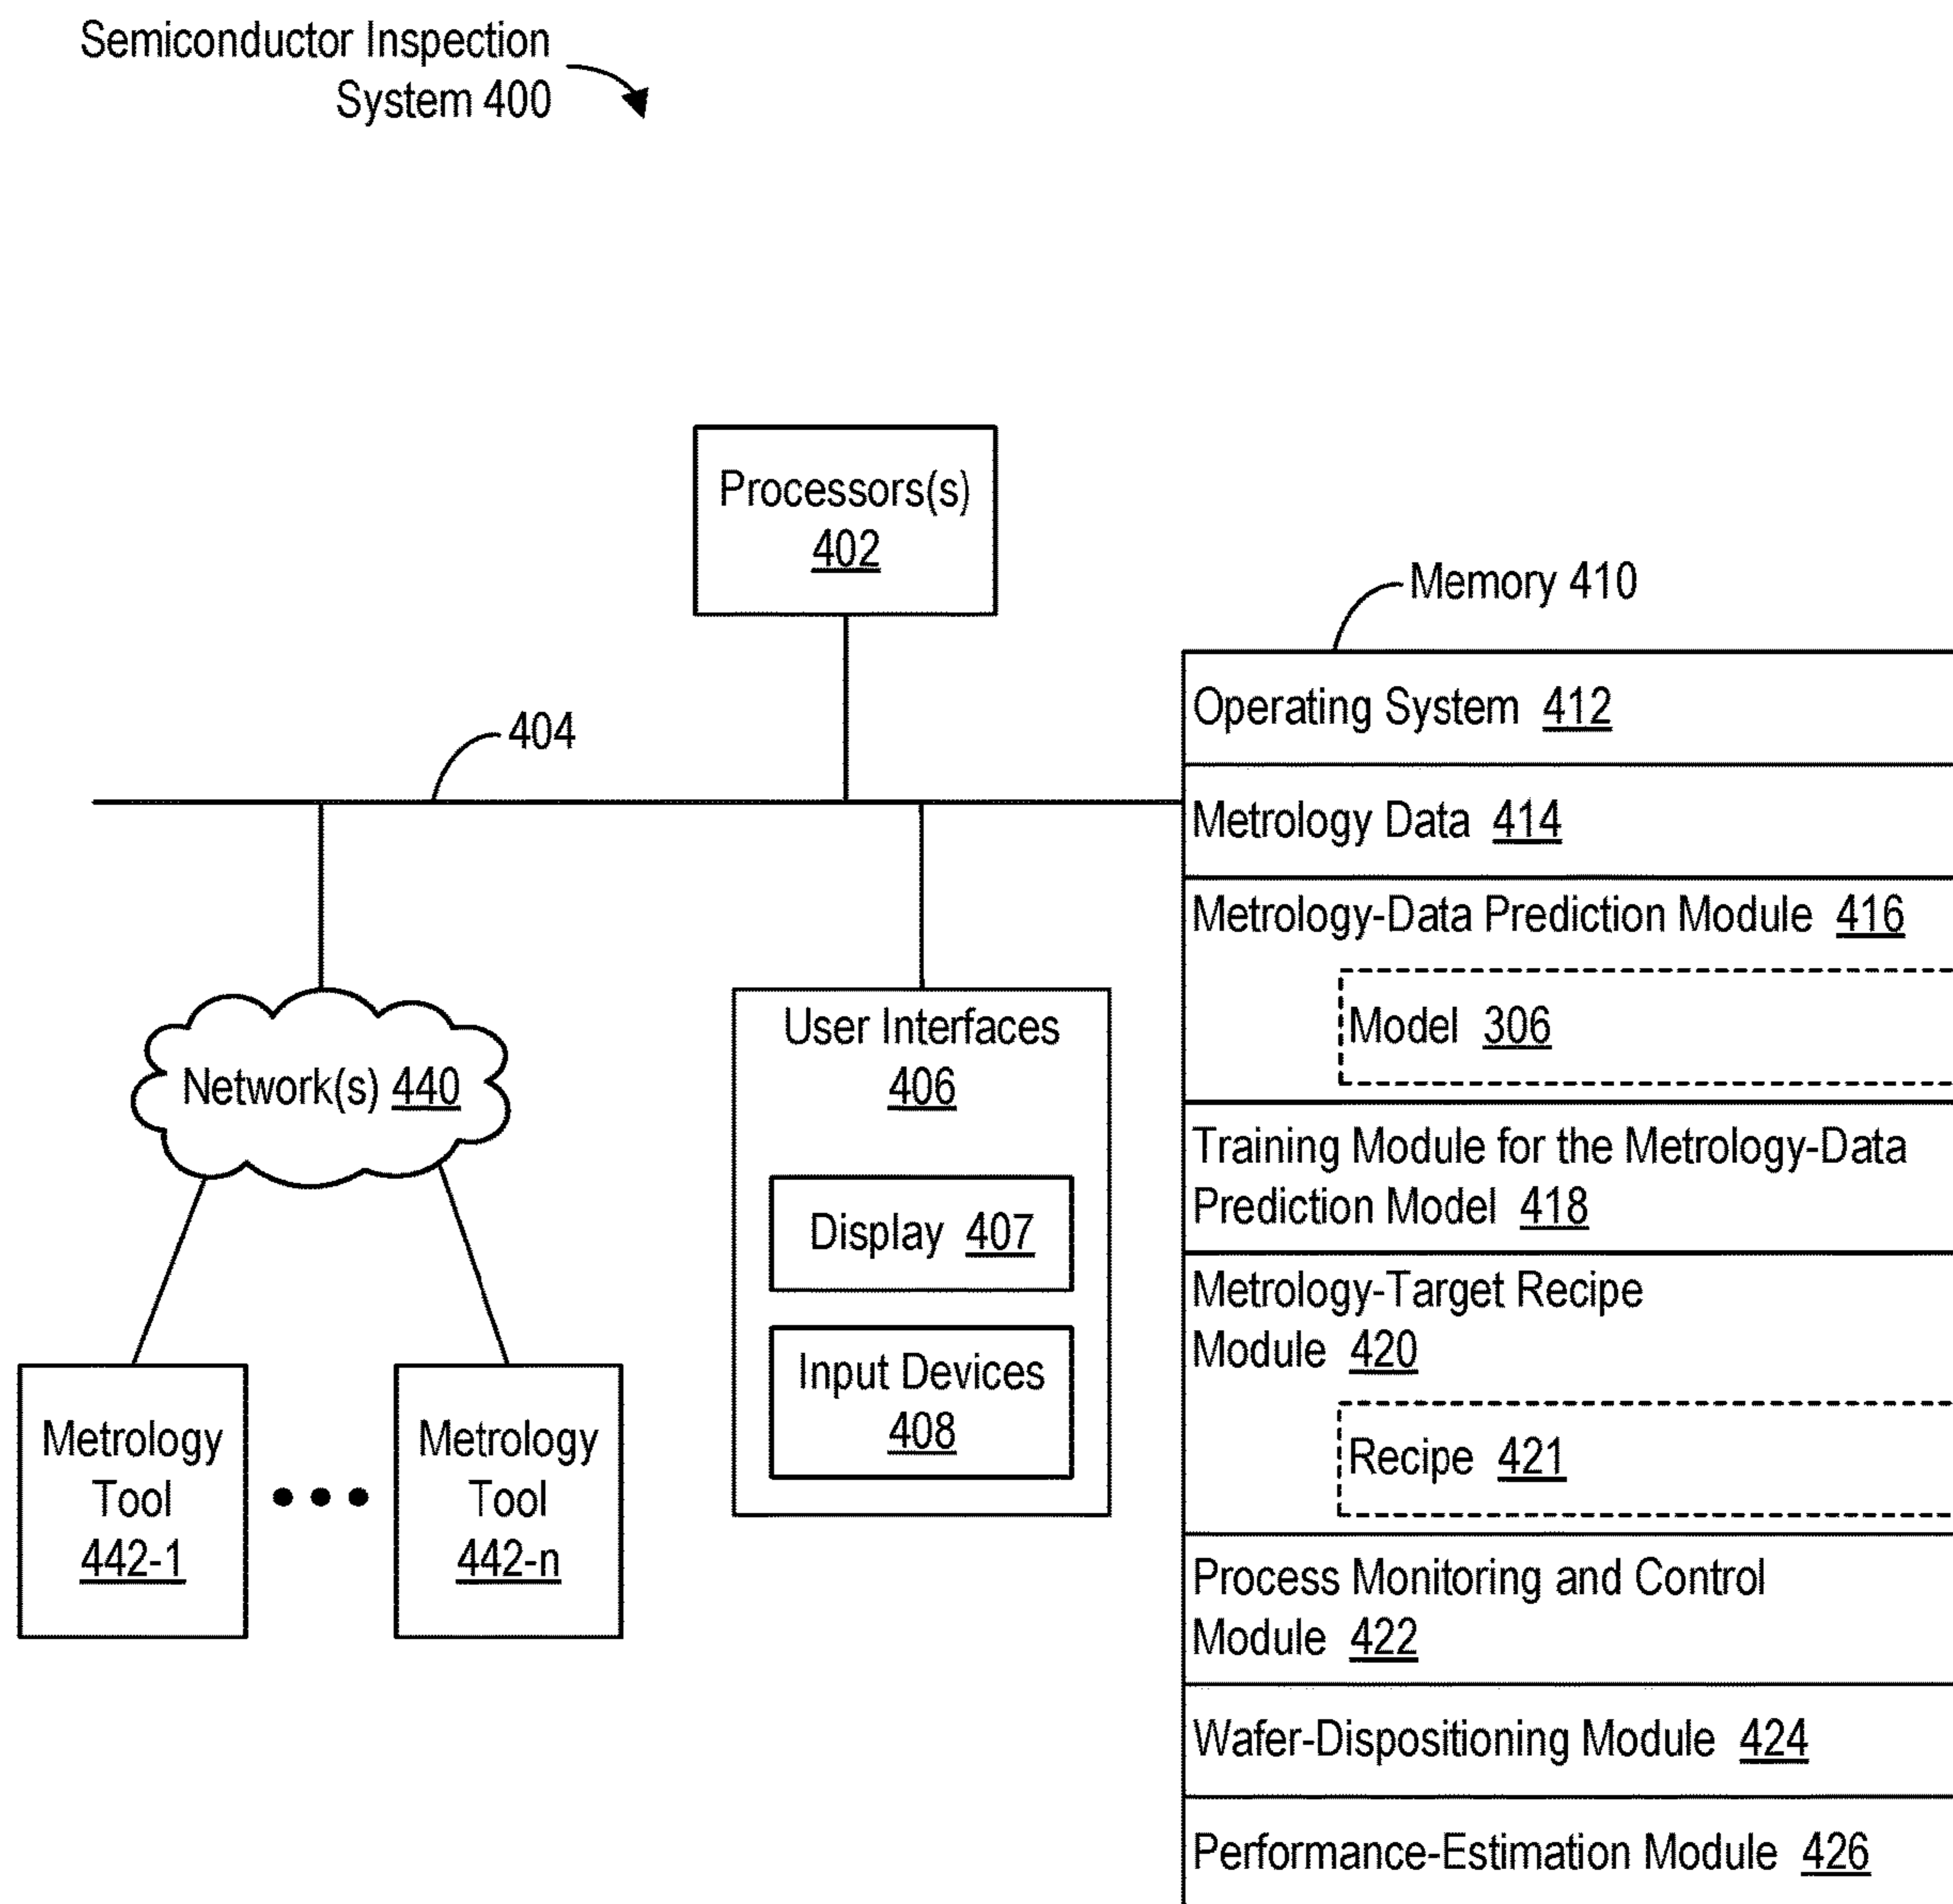 Semiconductor Inspection
System 400
Processors(s)
402
404
Memory 410
Operating System 412
Metrology Data 414
Metrology-Data Prediction Module 416
Model 306
Training Module for the Metrology-Data
Prediction Model 418
Metrology-Target Recipe
Module 420
Recipe 421
Process Monitoring and Control
Module 422
Wafer-Dispositioning Module 424
Performance-Estimation Module 426
Network(s) 440
User Interfaces
406
Display 407
Input Devices
408
Metrology
Tool
442-1
Metrology
Tool
442-n